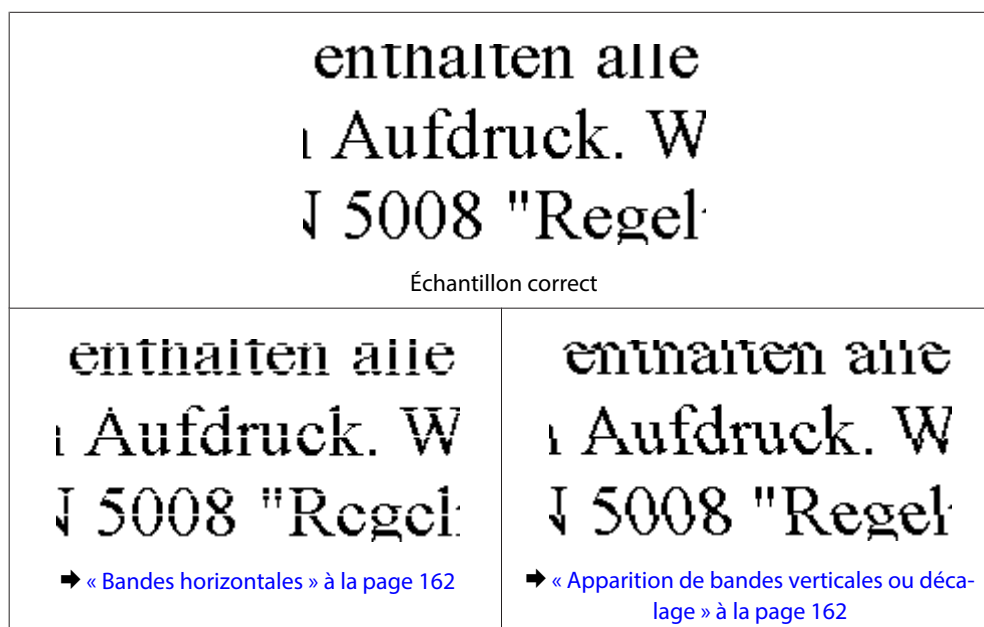 enthalten alle
Aufdruck. W
N 5008 "Regel
Échantillon correct
enthalten alle
Aufdruck. W
N 5008 "Regel
➡ « Bandes horizontales » à la page 162
enthalten alle
Aufdruck. W
N 5008 "Regel
➡ « Apparition de bandes verticales ou déca-
lage » à la page 162